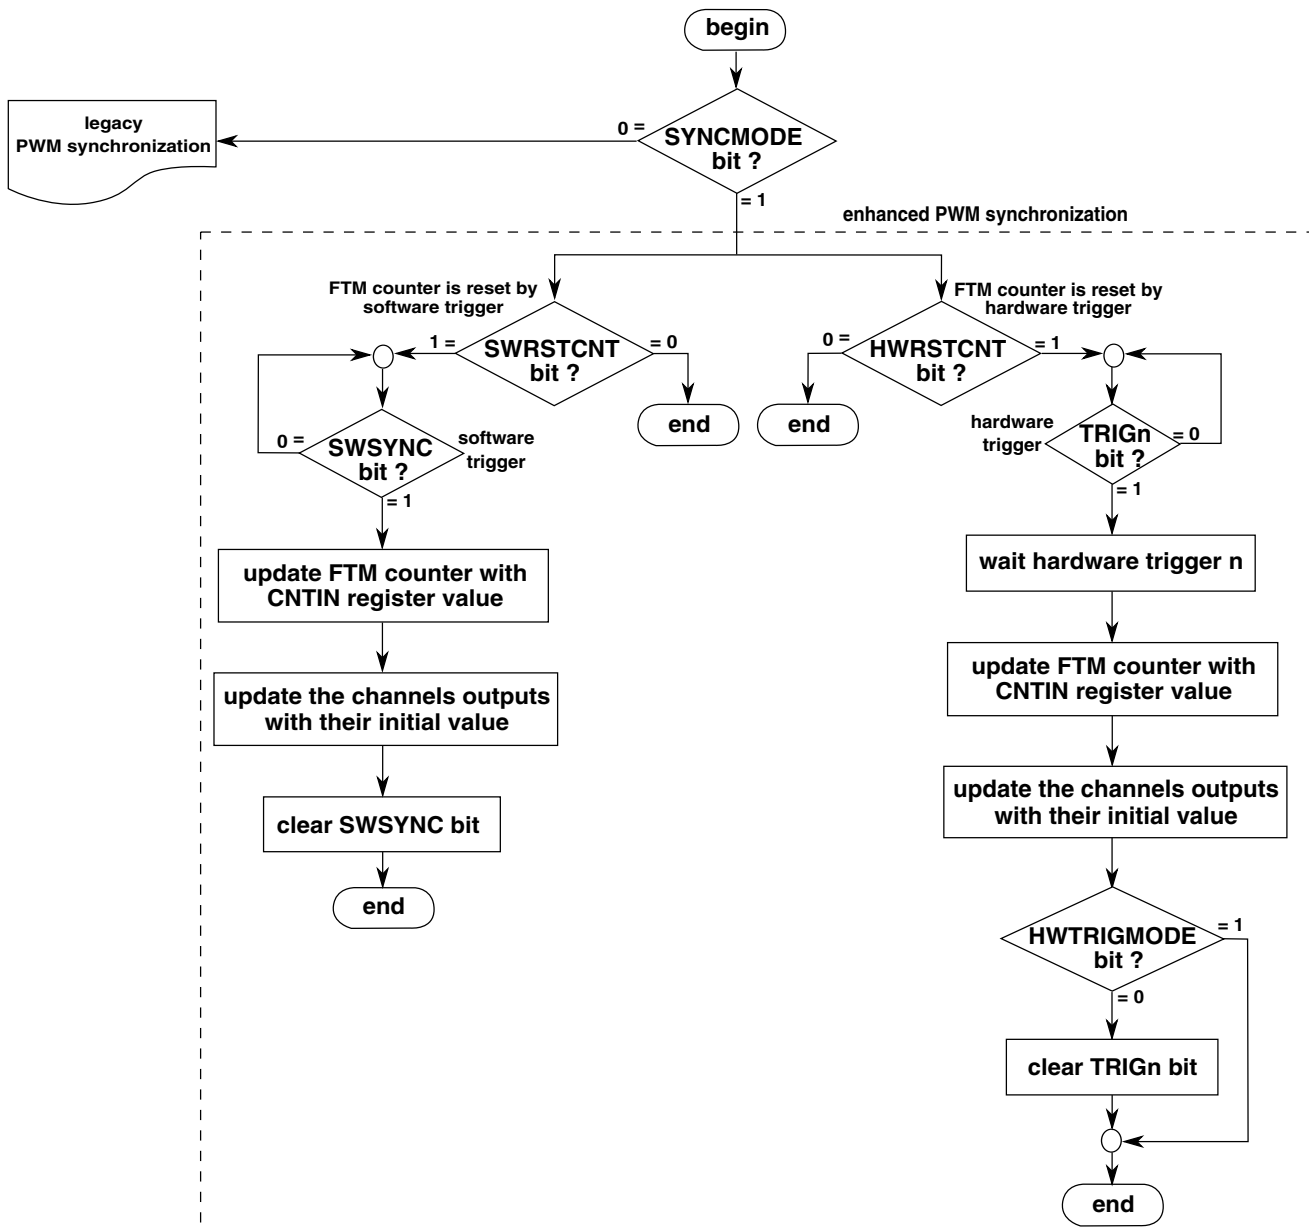 begin
legacy
PWM synchronization
0 =
SYNCMODE
bit ?
= 1
enhanced PWM synchronization
FTM counter is reset by
software trigger
FTM counter is reset by
hardware trigger
1 =
SWRSTCNT
bit ?
= 0
0 =
HWRSTCNT
bit ?
= 1
end
end
0 =
SWSYNC
bit ?
software
trigger
= 1
hardware
trigger
TRIGn
bit ?
= 0
= 1
update FTM counter with
CNTIN register value
wait hardware trigger n
update the channels outputs
with their initial value
update FTM counter with
CNTIN register value
clear SWSYNC bit
update the channels outputs
with their initial value
end
HWTRIGMODE
bit ?
= 1
= 0
clear TRIGn bit
end